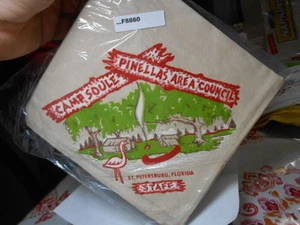 ...F8860
CAMP SOULE
PINELLAS AREA COUNCIL
ST. PETERSBURG, FLORIDA
STAFF